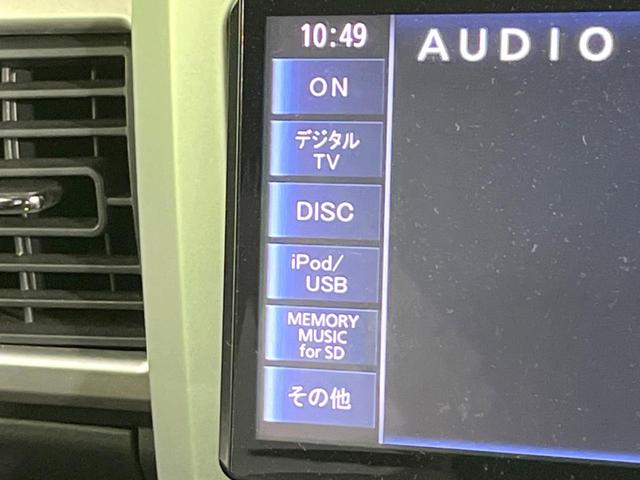 10:49
AUDIO
ON
デジタル
TV
DISC
iPod/
USB
MEMORY
MUSIC
for SD
その他